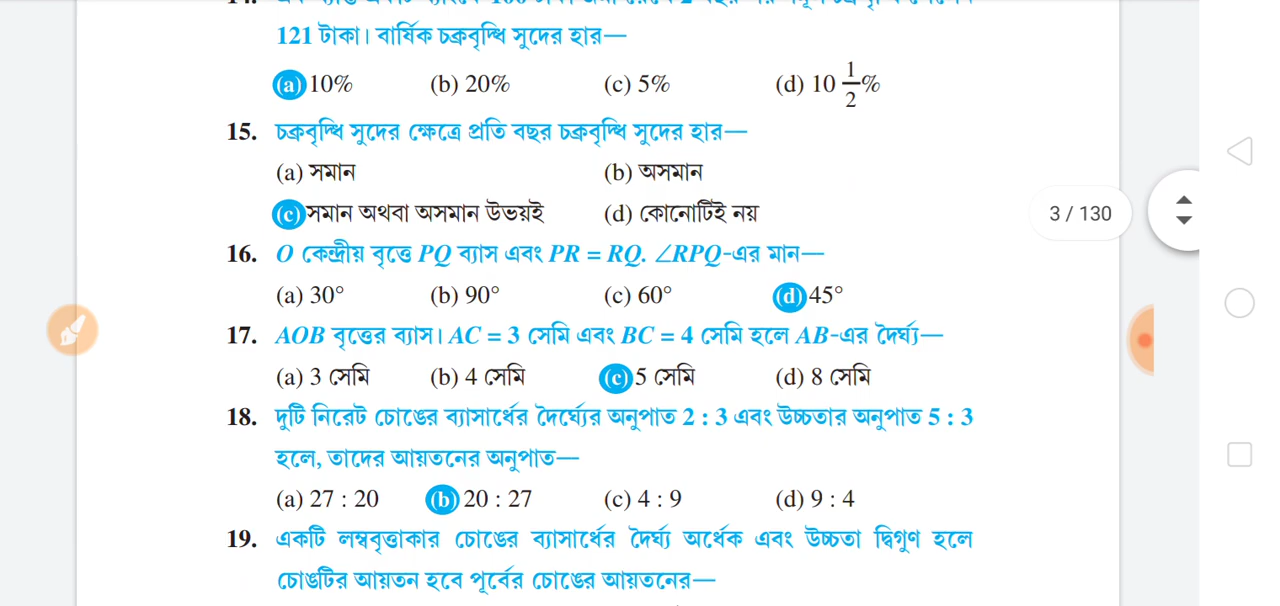 121 টাকা। বার্ষিক চক্রবৃদ্ধি সুদের হার—
(a) 10% (b) 20% (c) 5% (d) 10 1/2%
15. চক্রবৃদ্ধি সুদের ক্ষেত্রে প্রতি বছর চক্রবৃদ্ধি সুদের হার—
(a) সমান (b) অসমান
(c) সমান অথবা অসমান উভয়ই (d) কোনোটিই নয়
3 / 130
16. O কেন্দ্রীয় বৃত্তে PQ ব্যাস এবং PR = RQ. ∠RPQ-এর মান—
(a) 30° (b) 90° (c) 60° (d) 45°
17. AOB বৃত্তের ব্যাস। AC = 3 সেমি এবং BC = 4 সেমি হলে AB-এর দৈর্ঘ্য—
(a) 3 সেমি (b) 4 সেমি (c) 5 সেমি (d) 8 সেমি
18. দুটি নিরেট চোঙের ব্যাসার্ধের দৈর্ঘ্যের অনুপাত 2 : 3 এবং উচ্চতার অনুপাত 5 : 3
হলে, তাদের আয়তনের অনুপাত—
(a) 27 : 20 (b) 20 : 27 (c) 4 : 9 (d) 9 : 4
19. একটি লম্ববৃত্তাকার চোঙের ব্যাসার্ধের দৈর্ঘ্য অর্ধেক এবং উচ্চতা দ্বিগুণ হলে
চোঙটির আয়তন হবে পূর্বের চোঙের আয়তনের—